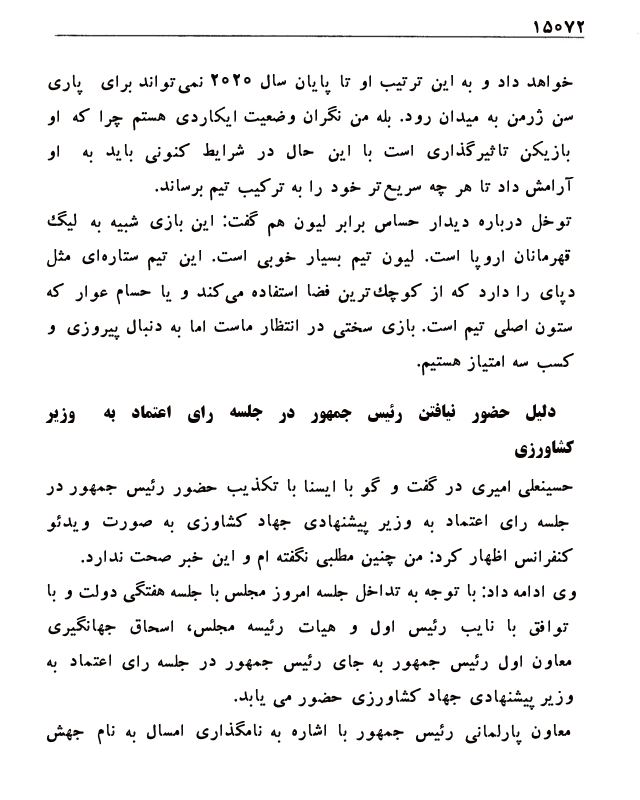 ۱۵۰۷۲
خواهد داد و به این ترتیب او تا پایان سال ۲۰۲۰ نمی‌تواند برای پاری
سن ژرمن به میدان رود. بله من نگران وضعیت ایکاردی هستم چرا که او
بازیکن تاثیرگذاری است با این حال در شرایط کنونی باید به او
آرامش داد تا هر چه سریع‌تر خود را به ترکیب تیم برساند.
توخل درباره دیدار حساس برابر لیون هم گفت: این بازی شبیه به لیگ
قهرمانان اروپا است. لیون تیم بسیار خوبی است. این تیم ستاره‌ای مثل
دپای را دارد که از کوچک‌ترین فضا استفاده می‌کند و یا حسام عوار که
ستون اصلی تیم است. بازی سختی در انتظار ماست اما به دنبال پیروزی و
کسب سه امتیاز هستیم.
دلیل حضور نیافتن رئیس جمهور در جلسه رای اعتماد به وزیر
کشاورزی
حسینعلی امیری در گفت و گو با ایسنا با تکذیب حضور رئیس جمهور در
جلسه رای اعتماد به وزیر پیشنهادی جهاد کشاوزی به صورت ویدئو
کنفرانس اظهار کرد: من چنین مطلبی نگفته ام و این خبر صحت ندارد.
وی ادامه داد: با توجه به تداخل جلسه امروز مجلس با جلسه هفتگی دولت و با
توافق با نایب رئیس اول و هیات رئیسه مجلس، اسحاق جهانگیری
معاون اول رئیس جمهور به جای رئیس جمهور در جلسه رای اعتماد به
وزیر پیشنهادی جهاد کشاورزی حضور می یابد.
معاون پارلمانی رئیس جمهور با اشاره به نامگذاری امسال به نام جهش